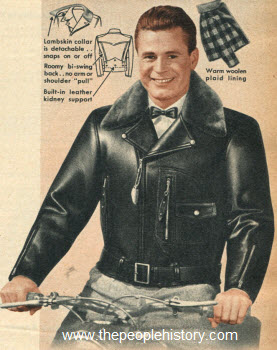 Lambskin collar
is detachable . .
snaps on or off
Roomy bi-swing
back . . no arm or
shoulder "pull"
Built-in leather
kidney support
Warm woolen
plaid lining
www.thepeoplehistory.com